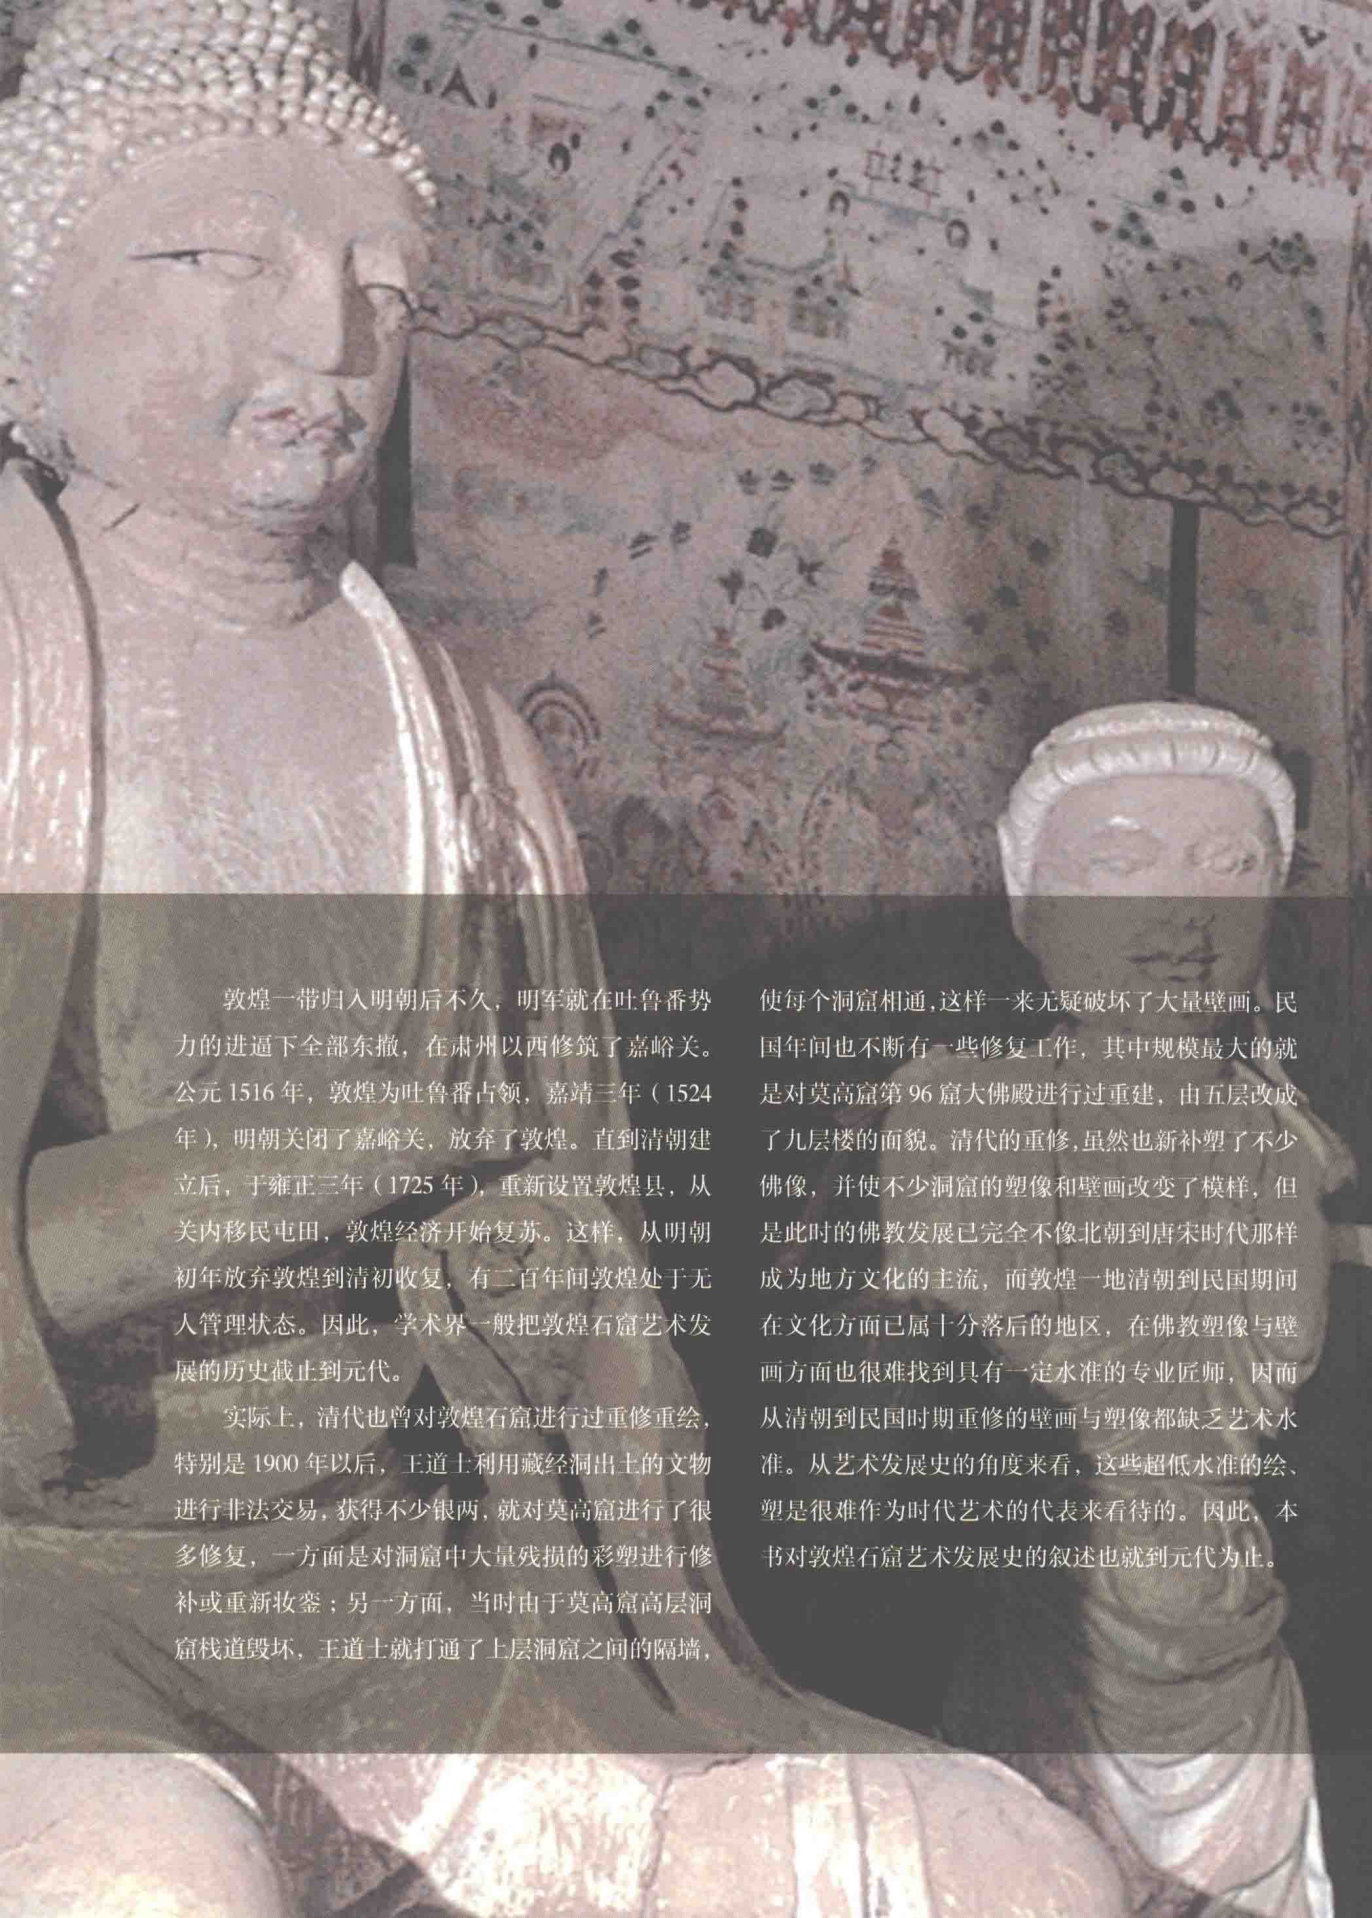 敦煌一带归入明朝后不久，明军就在吐鲁番势
力的进逼下全部东撤，在肃州以西修筑了嘉峪关。
公元 1516 年，敦煌为吐鲁番占领，嘉靖三年（1524
年），明朝关闭了嘉峪关，放弃了敦煌。直到清朝建
立后，于雍正三年（1725 年），重新设置敦煌县，从
关内移民屯田，敦煌经济开始复苏。这样，从明朝
初年放弃敦煌到清初收复，有二百年间敦煌处于无
人管理状态。因此，学术界一般把敦煌石窟艺术发
展的历史截止到元代。
实际上，清代也曾对敦煌石窟进行过重修重绘，
特别是 1900 年以后，王道士利用藏经洞出土的文物
进行非法交易，获得不少银两，就对莫高窟进行了很
多修复，一方面是对洞窟中大量残损的彩塑进行修
补或重新妆銮；另一方面，当时由于莫高窟高层洞
窟栈道毁坏，王道士就打通了上层洞窟之间的隔墙，
使每个洞窟相通，这样一来无疑破坏了大量壁画。民
国年间也不断有一些修复工作，其中规模最大的就
是对莫高窟第 96 窟大佛殿进行过重建，由五层改成
了九层楼的面貌。清代的重修，虽然也新补塑了不少
佛像，并使不少洞窟的塑像和壁画改变了模样，但
是此时的佛教发展已完全不像北朝到唐宋时代那样
成为地方文化的主流，而敦煌一地清朝到民国期间
在文化方面已属十分落后的地区，在佛教塑像与壁
画方面也很难找到具有一定水准的专业匠师，因而
从清朝到民国时期重修的壁画与塑像都缺乏艺术水
准。从艺术发展史的角度来看，这些超低水准的绘、
塑是很难作为时代艺术的代表来看待的。因此，本
书对敦煌石窟艺术发展史的叙述也就到元代为止。